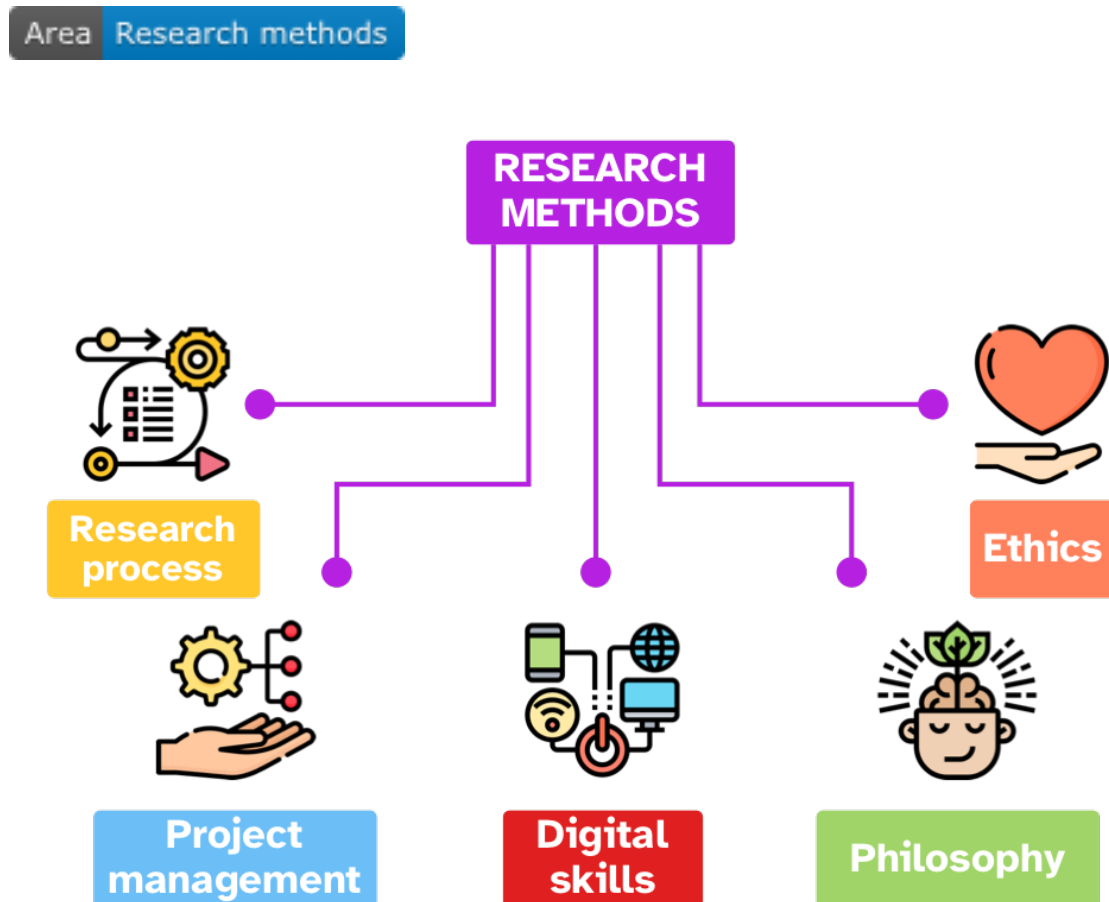 Area Research methods
RESEARCH
METHODS
Research
process
Ethics
Project
management
Digital
skills
Philosophy